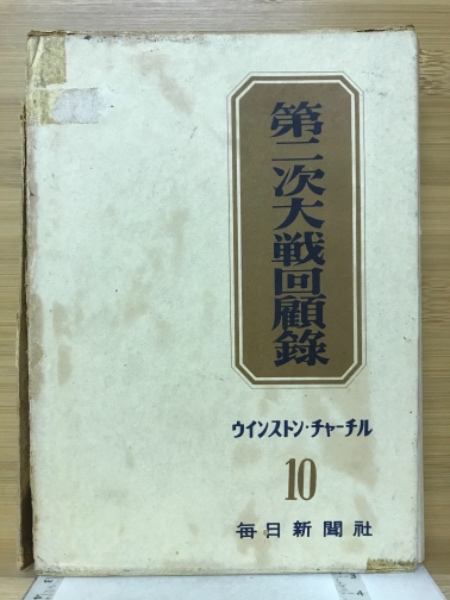 第二次大戦回顧錄
ウインストン・チャーチル
10
毎日新聞社